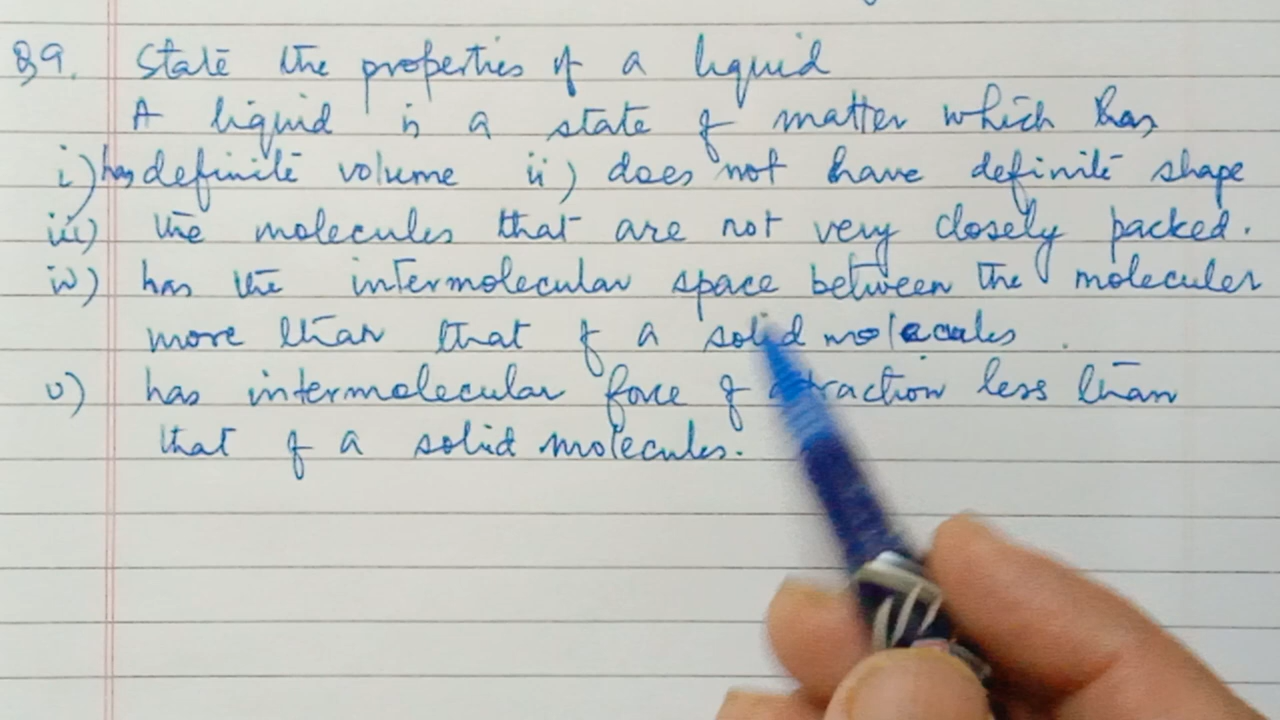 Q9. State the properties of a liquid
A liquid is a state of matter which has
i) has definite volume ii) does not have definite shape
iii) the molecules that are not very closely packed.
iv) has the intermolecular space between the molecules
more than that of a solid molecules.
v) has intermolecular force of attraction less than
that of a solid molecules.